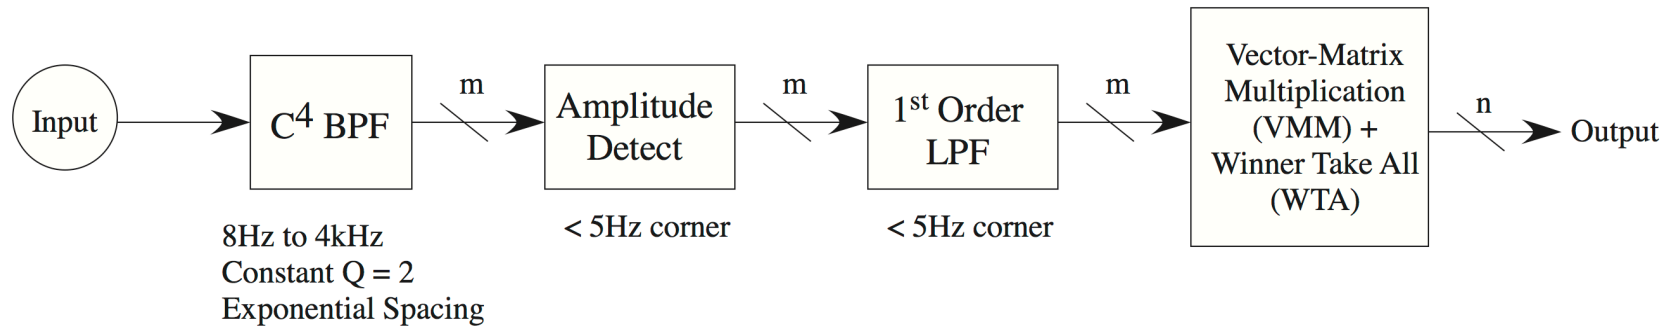 Input
C4 BPF
8Hz to 4kHz
Constant Q = 2
Exponential Spacing
m
Amplitude
Detect
< 5Hz corner
m
1st Order
LPF
< 5Hz corner
m
Vector-Matrix
Multiplication
(VMM) +
Winner Take All
(WTA)
n
Output